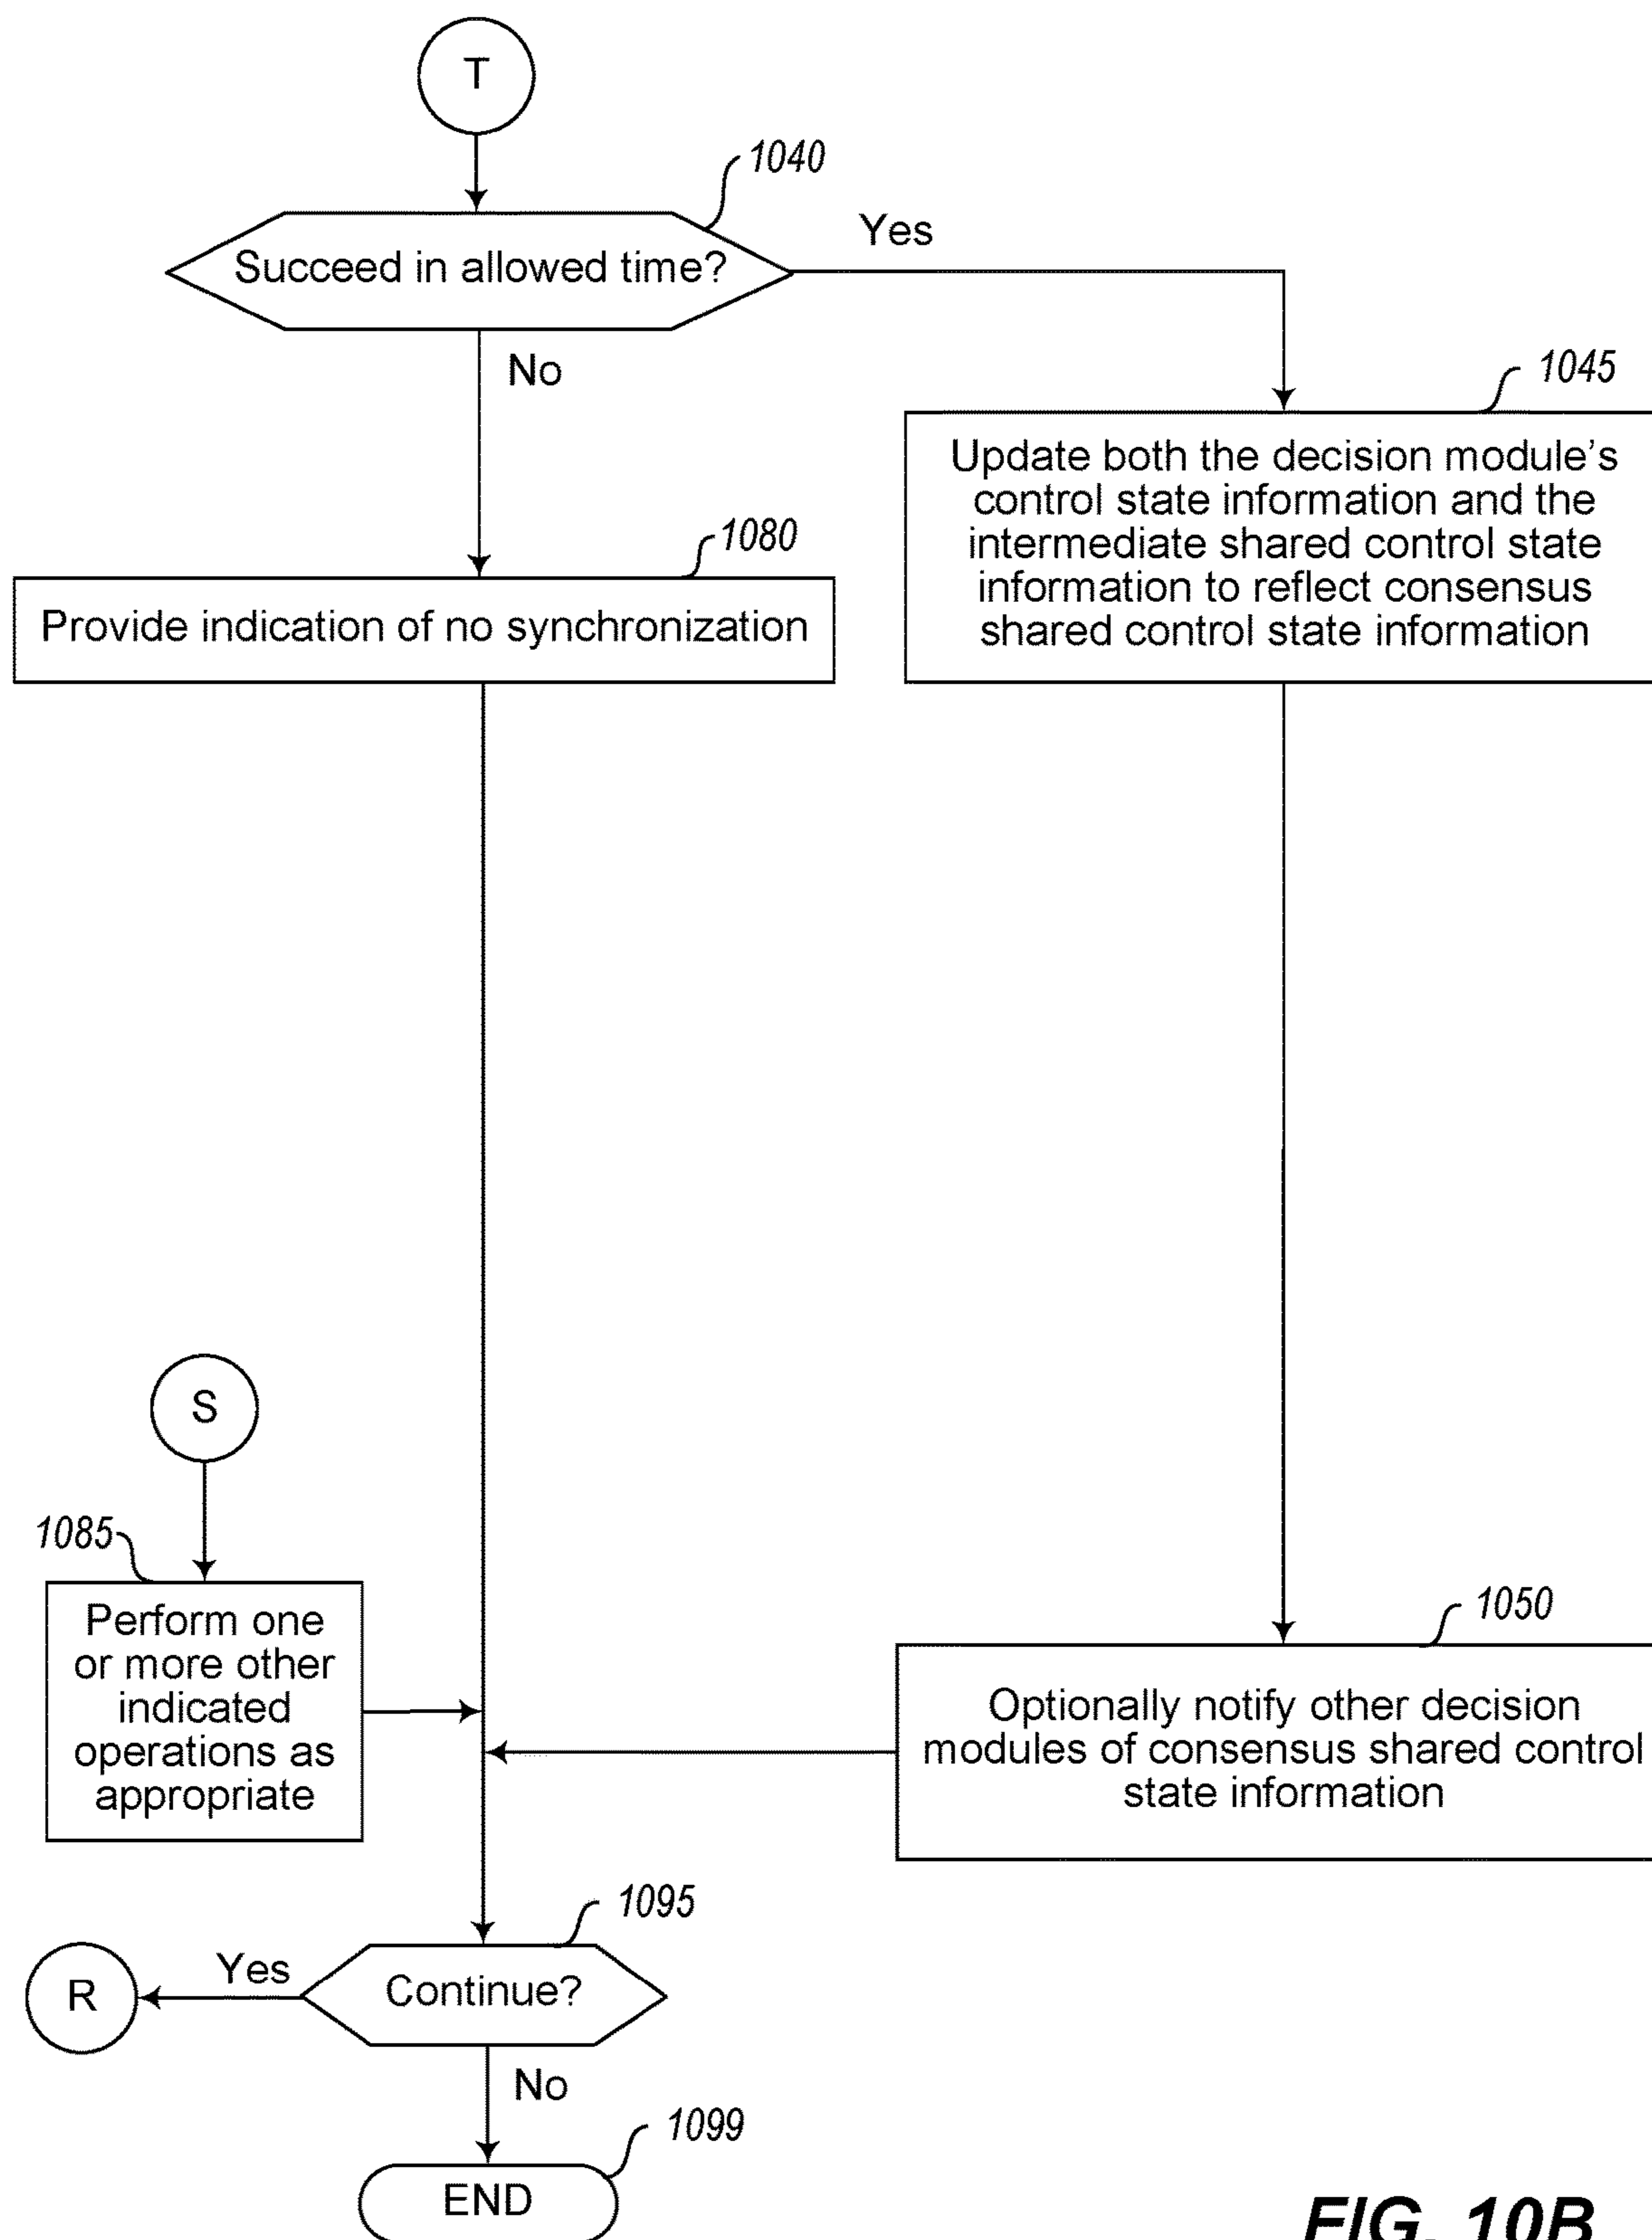 T
1040
Succeed in allowed time?
Yes
No
1045
Update both the decision module's
control state information and the
intermediate shared control state
information to reflect consensus
shared control state information
1080
Provide indication of no synchronization
S
1085
Perform one
or more other
indicated
operations as
appropriate
1050
Optionally notify other decision
modules of consensus shared control
state information
1095
Continue?
Yes
R
No
1099
END
FIG. 10B